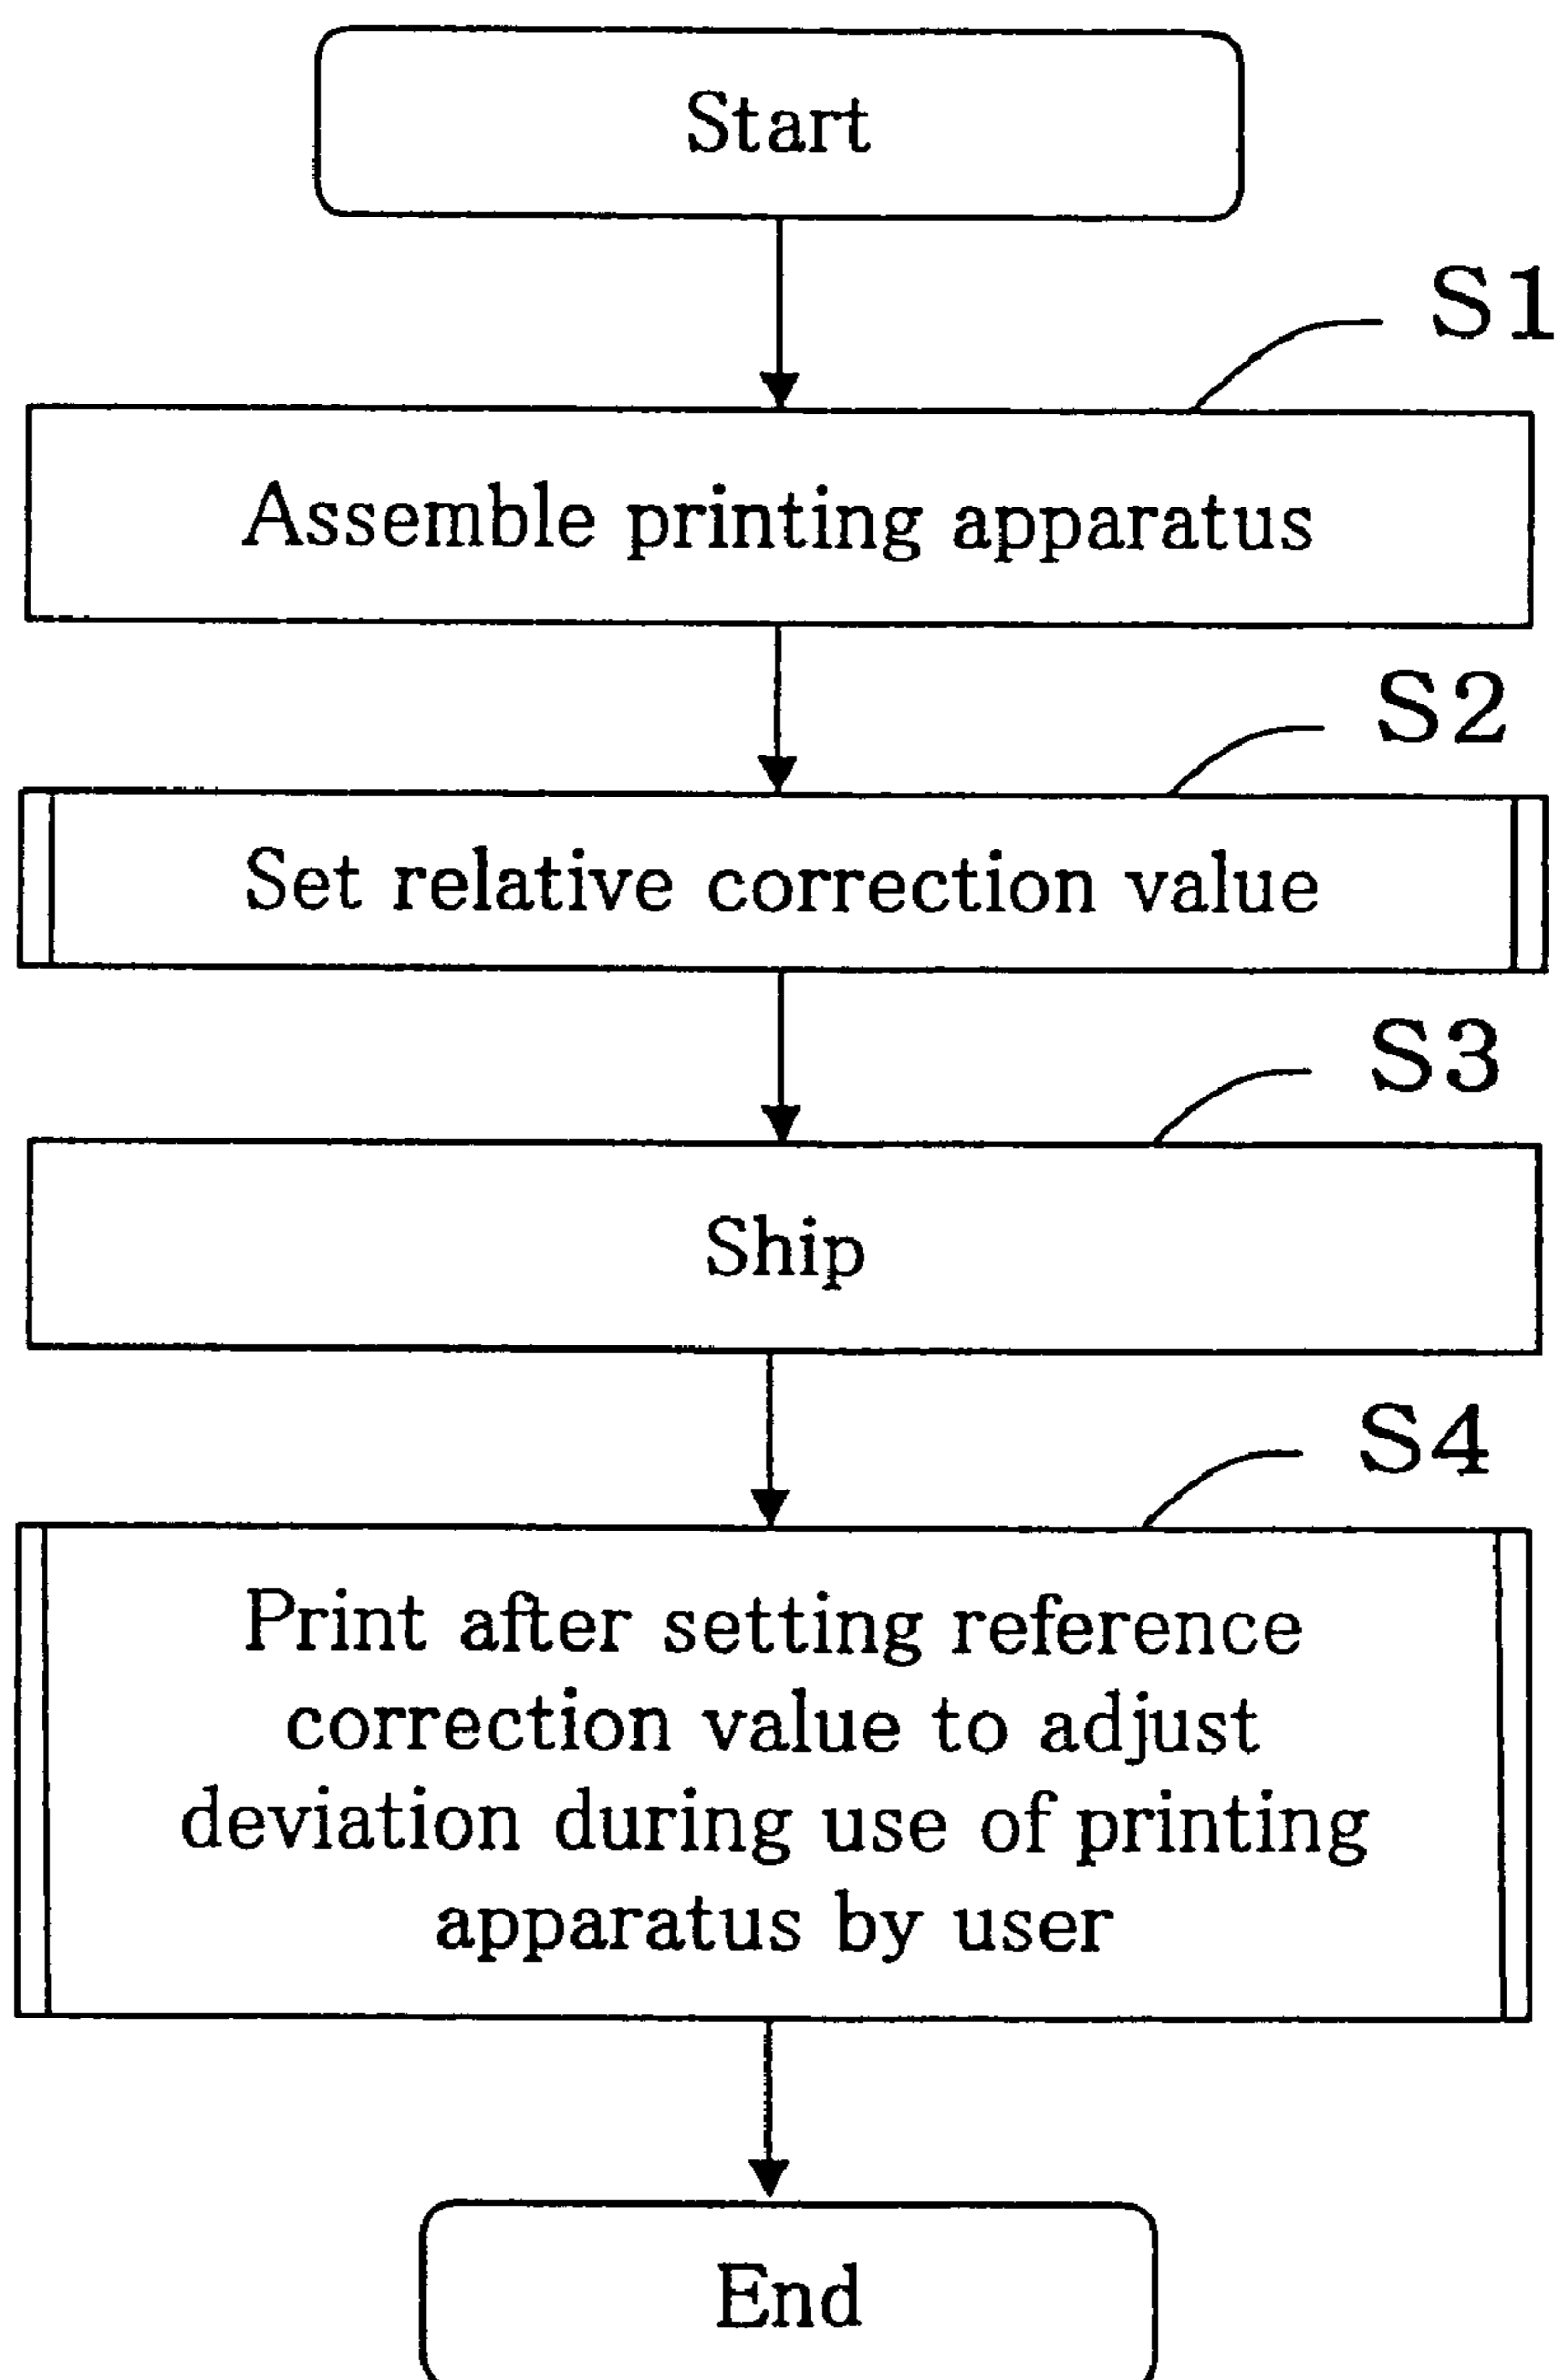 Start
S1
Assemble printing apparatus
S2
Set relative correction value
S3
Ship
S4
Print after setting reference
correction value to adjust
deviation during use of printing
apparatus by user
End